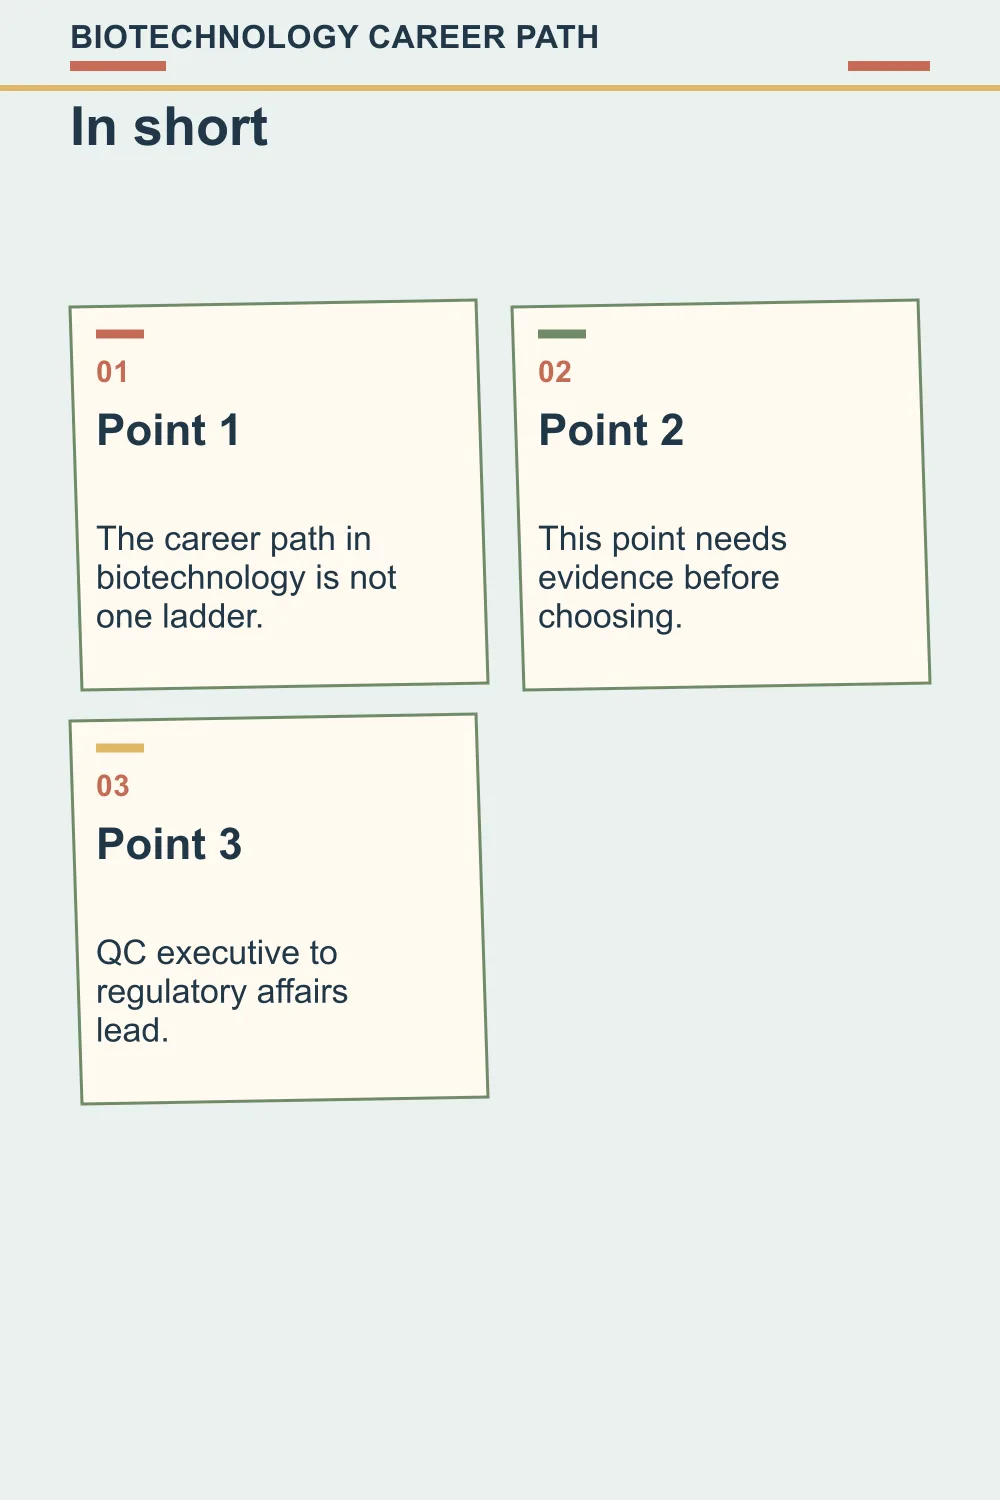 BIOTECHNOLOGY CAREER PATH
In short
01
Point 1
The career path in
biotechnology is not
one ladder.
02
Point 2
This point needs
evidence before
choosing.
03
Point 3
QC executive to
regulatory affairs
lead.